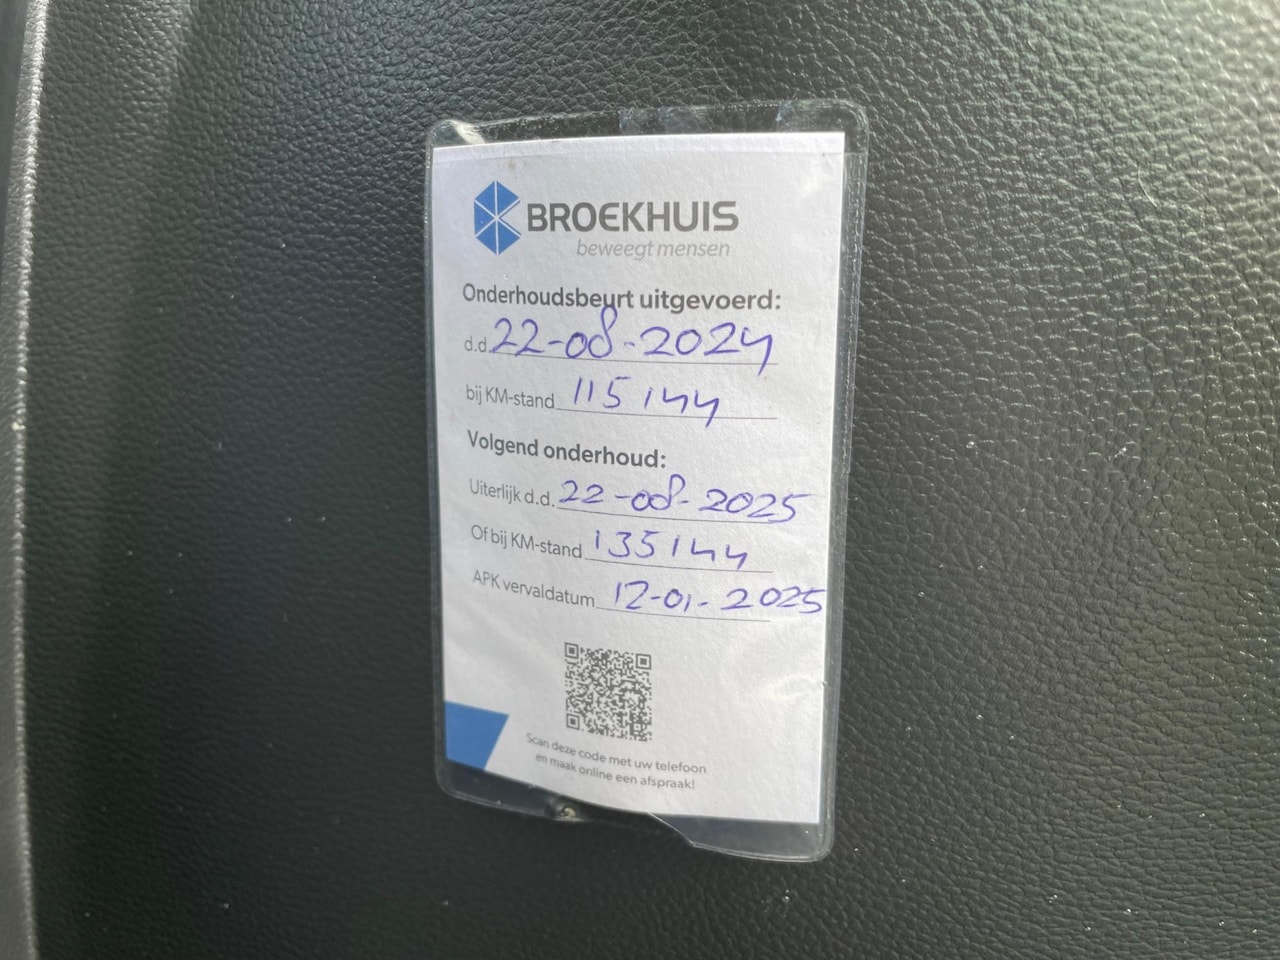 BROEKHUIS
beweegt mensen
Onderhoudsbeurt uitgevoerd:
d.d. 22-08-2024
bij KM-stand 115144
Volgend onderhoud:
Uiterlijk d.d. 22-08-2025
Of bij KM-stand 135144
APK vervaldatum 12-01-2025
Scan deze code met uw telefoon
en maak online een afspraak!